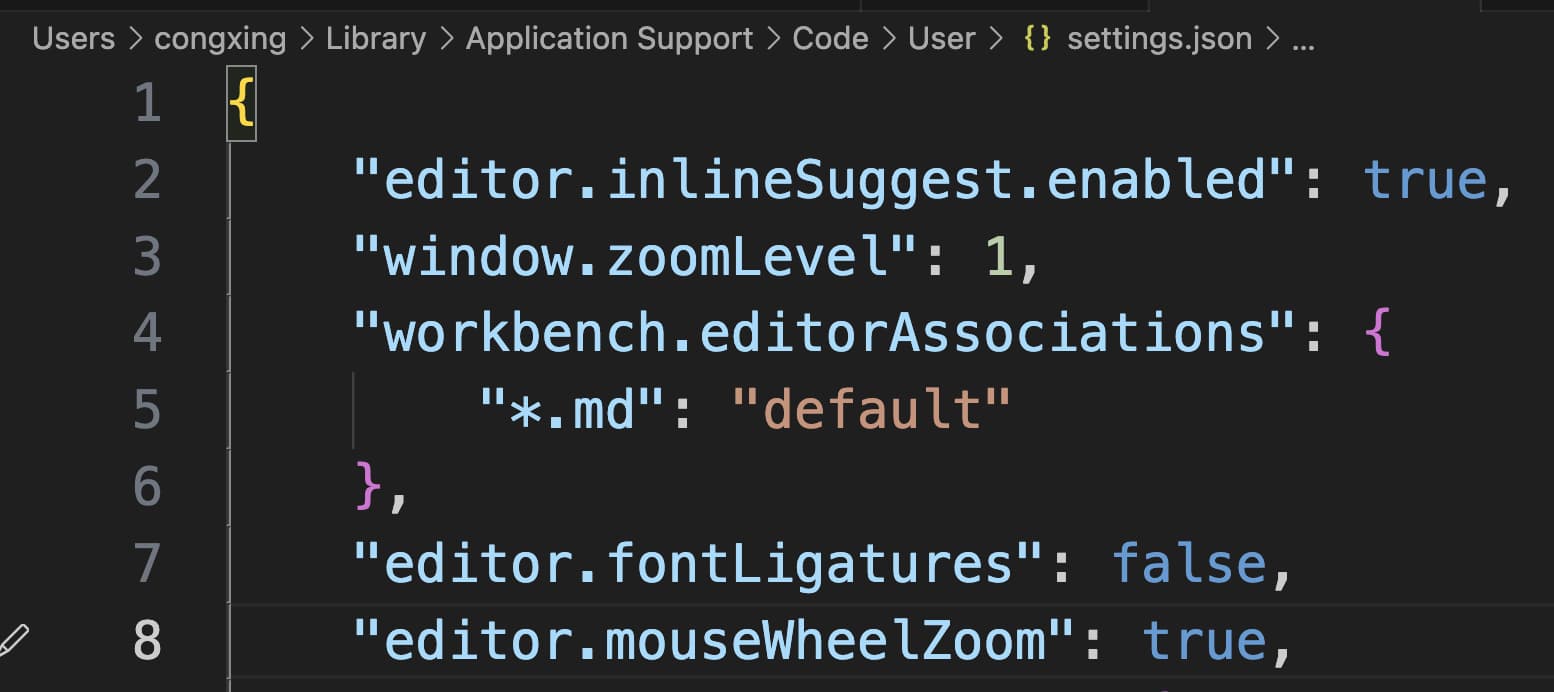 Users > congxing > Library > Application Support > Code > User > {} settings.json > ...
1 {
2 "editor.inlineSuggest.enabled": true,
3 "window.zoomLevel": 1,
4 "workbench.editorAssociations": {
5 "*.md": "default"
6 },
7 "editor.fontLigatures": false,
8 "editor.mouseWheelZoom": true,